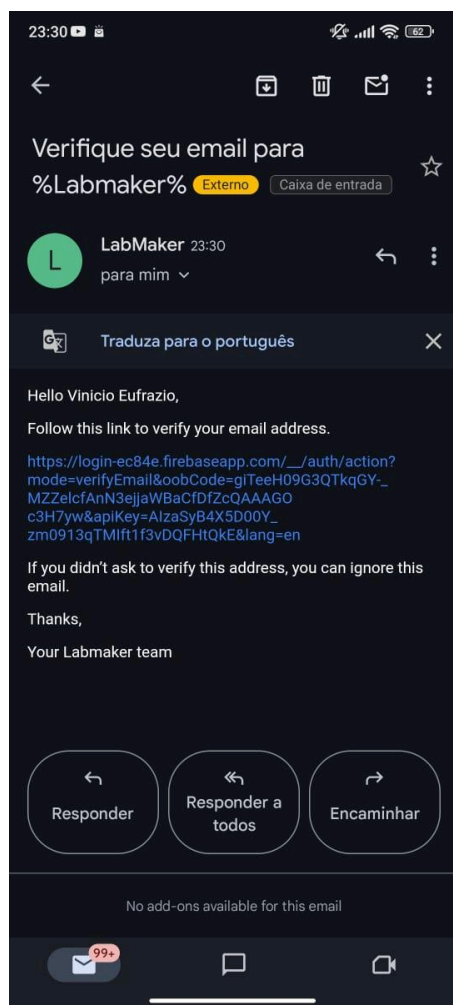 23:30
62
Verifique seu email para
%Labmaker% Externo Caixa de entrada
L
LabMaker 23:30
para mim
Traduza para o português
Hello Vinicio Eufrazio,
Follow this link to verify your email address.
https://login-ec84e.firebaseapp.com/__/auth/action?
mode=verifyEmail&oobCode=giTeeH09G3QTkqGY-_
MZZelcfAnN3ejjaWBaCfDfZcQAAAGO
c3H7yw&apiKey=AIzaSyB4X5D00Y_
zm0913qTMIft1f3vDQFHtQkE&lang=en
If you didn’t ask to verify this address, you can ignore this
email.
Thanks,
Your Labmaker team
Responder
Responder a
todos
Encaminhar
No add-ons available for this email
99+